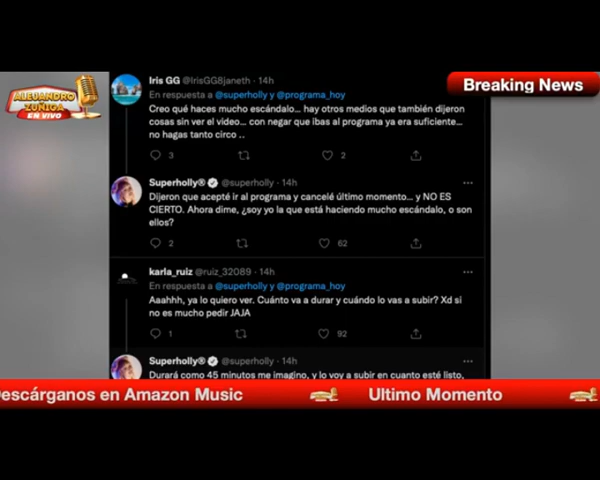 ALEJANDRO
ZUÑIGA
EN VIVO
Breaking News
Iris GG @IrisGG8janeth · 14h
En respuesta a @superholly y @programa_hoy
Creo qué haces mucho escándalo... hay otros medios que también dijeron
cosas sin ver el video... con negar que ibas al programa ya era suficiente...
no hagas tanto circo ..
3
2
Superholly® @superholly · 14h
Dijeron que acepté ir al programa y cancelé último momento... y NO ES
CIERTO. Ahora dime, ¿soy yo la que está haciendo mucho escándalo, o son
ellos?
2
62
karla_ruiz @ruiz_32089 · 14h
En respuesta a @superholly y @programa_hoy
Aaahhh, ya lo quiero ver. Cuánto va a durar y cuándo lo vas a subir? Xd si
no es mucho pedir JAJA
1
92
Superholly® @superholly · 14h
Durará como 45 minutos me imagino, y lo voy a subir en cuanto esté listo.
Descárganos en Amazon Music
Ultimo Momento